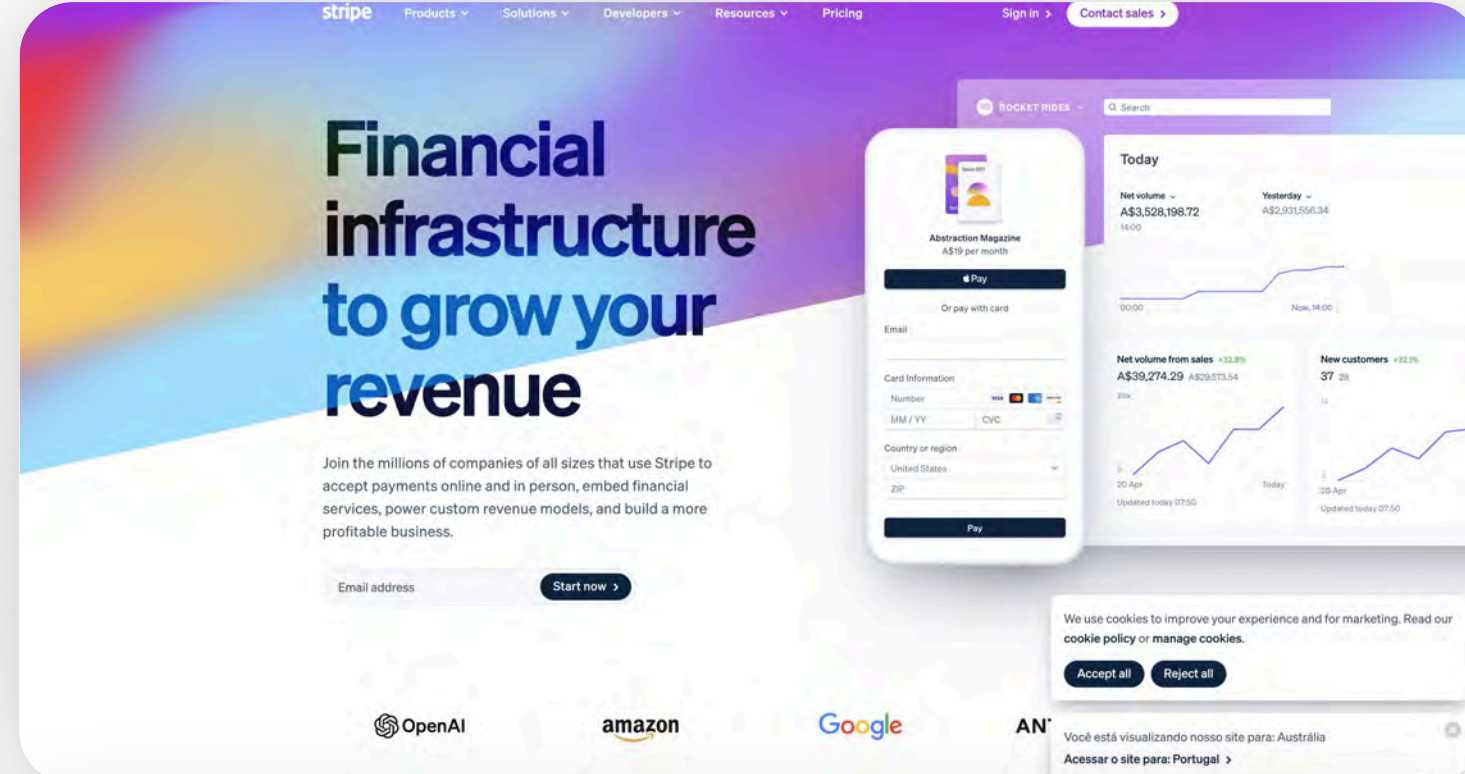 stripe
Products
Solutions
Developers
Resources
Pricing
Sign in
Contact sales
Financial
infrastructure
to grow your
revenue
Join the millions of companies of all sizes that use Stripe to
accept payments online and in person, embed financial
services, power custom revenue models, and build a more
profitable business.
Email address
Start now
ROCKET RIDES
Search
Abstraction Magazine
A$19 per month
Pay
Or pay with card
Email
Card Information
Number
VISA
MM / YY
CVC
Country or region
United States
ZIP
Pay
Today
Net volume
Yesterday
A$3,528,198.72
A$2,931,556.34
14:00
00:00
Now, 14:00
Net volume from sales +32.8%
A$39,274.29 A$29,573.54
0
20 Apr
Today
Updated today 07:50
New customers +32.1%
37 28
0
20 Apr
Updated today 07:50
We use cookies to improve your experience and for marketing. Read our
cookie policy or manage cookies.
Accept all
Reject all
OpenAI
amazon
Google
AN
Você está visualizando nosso site para: Austrália
Acessar o site para: Portugal